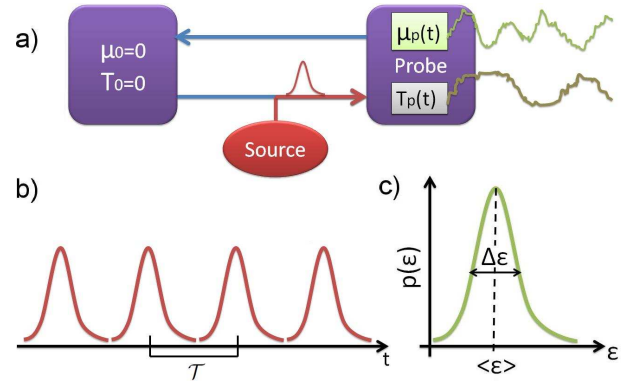 a)
μ₀=0
T₀=0
μₚ(t)
Probe
Tₚ(t)
Source
b)
t
𝒯
c)
p(ε)
Δε
<ε>
ε